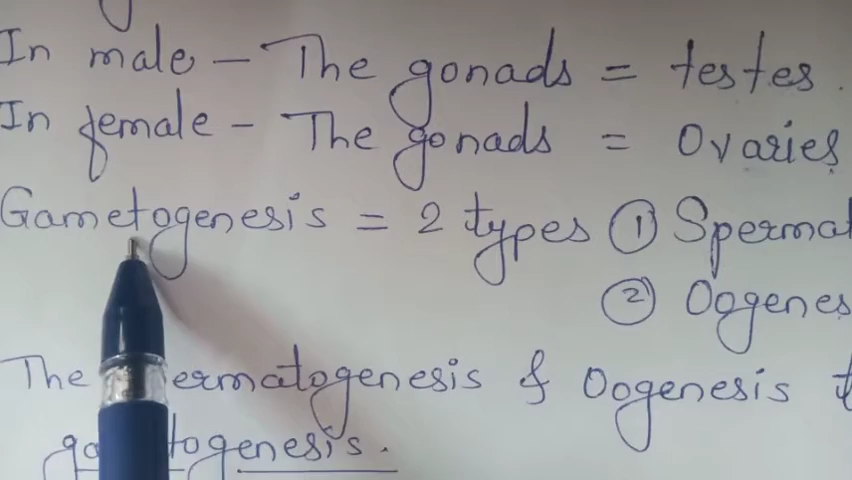 In male - The gonads = testes.
In female - The gonads = Ovaries
Gametogenesis = 2 types ① Spermat
② Oogenes
The ermatogenesis & Oogenesis
togenesis.